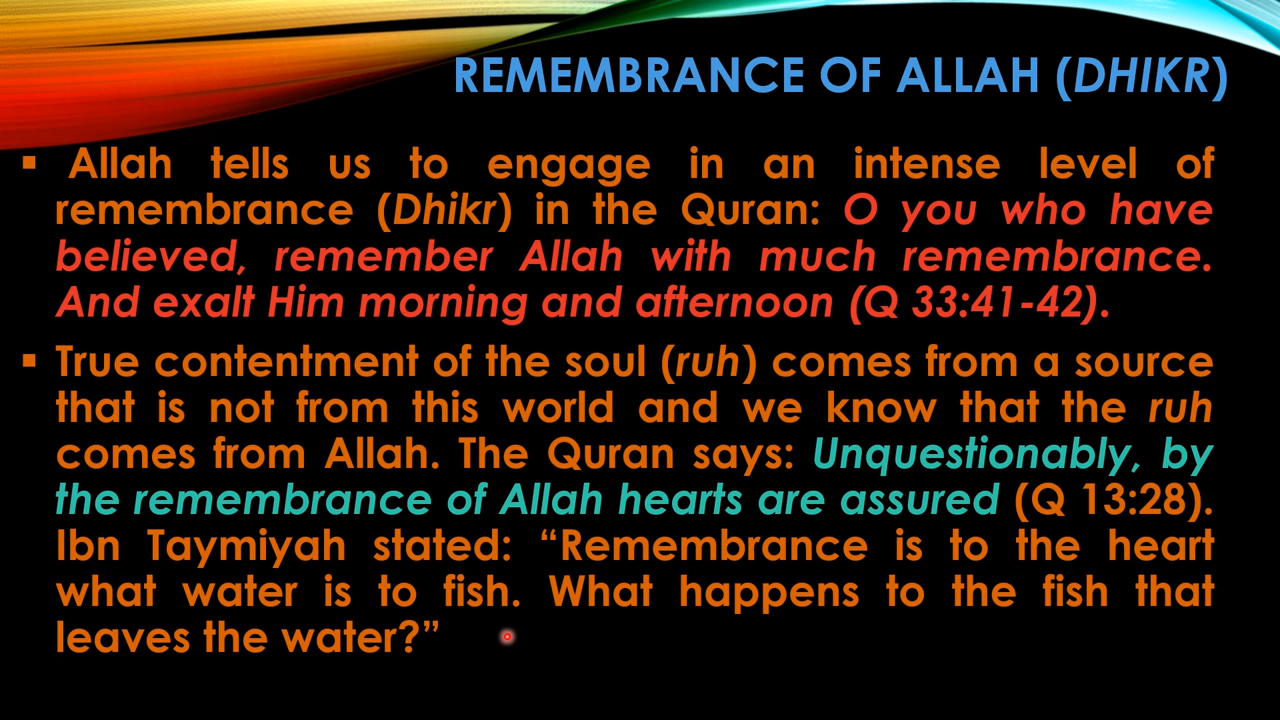 REMEMBRANCE OF ALLAH (DHIKR)
▪ Allah tells us to engage in an intense level of
remembrance (Dhikr) in the Quran: O you who have
believed, remember Allah with much remembrance.
And exalt Him morning and afternoon (Q 33:41-42).
▪ True contentment of the soul (ruh) comes from a source
that is not from this world and we know that the ruh
comes from Allah. The Quran says: Unquestionably, by
the remembrance of Allah hearts are assured (Q 13:28).
Ibn Taymiyah stated: “Remembrance is to the heart
what water is to fish. What happens to the fish that
leaves the water?”